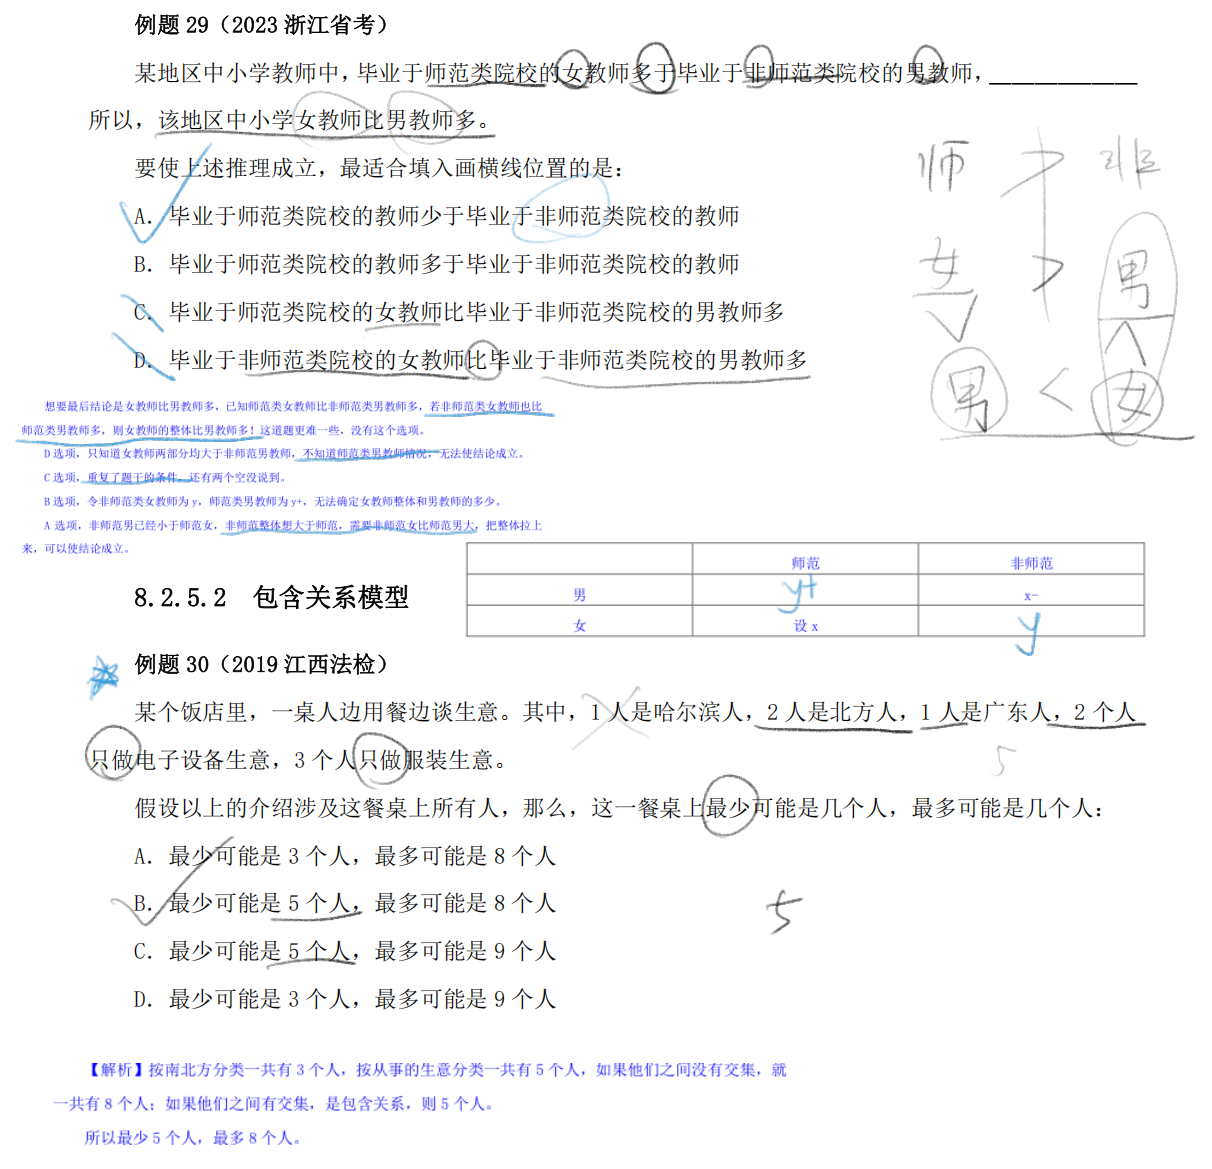 例题 29（2023 浙江省考）
某地区中小学教师中，毕业于师范类院校的女教师多于毕业于非师范类院校的男教师，____________
所以，该地区中小学女教师比男教师多。
要使上述推理成立，最适合填入画横线位置的是：
A．毕业于师范类院校的教师少于毕业于非师范类院校的教师
B．毕业于师范类院校的教师多于毕业于非师范类院校的教师
C．毕业于师范类院校的女教师比毕业于非师范类院校的男教师多
D．毕业于非师范类院校的女教师比毕业于非师范类院校的男教师多
师 > 非
女 > 男
∧
男 < 女
想要最后结论是女教师比男教师多，已知师范类女教师比非师范类男教师多，若非师范类女教师也比
师范类男教师多，则女教师的整体比男教师多！这道题更难一些，没有这个选项。
D 选项，只知道女教师两部分均大于非师范男教师，不知道师范类男教师情况，无法使结论成立。
C 选项，重复了题干的条件，还有两个空没说到。
B 选项，令非师范类女教师为 y，师范类男教师为 y+，无法确定女教师整体和男教师的多少。
A 选项，非师范男已经小于师范女，非师范整体想大于师范，需要非师范女比师范男大，把整体拉上
来，可以使结论成立。
师范 非师范
男 y+ x-
女 设 x y
8.2.5.2 包含关系模型
例题 30（2019 江西法检）
某个饭店里，一桌人边用餐边谈生意。其中，1 人是哈尔滨人，2 人是北方人，1 人是广东人，2 个人
只做电子设备生意，3 个人只做服装生意。
5
假设以上的介绍涉及这餐桌上所有人，那么，这一餐桌上最少可能是几个人，最多可能是几个人：
A．最少可能是 3 个人，最多可能是 8 个人
B．最少可能是 5 个人，最多可能是 8 个人
5
C．最少可能是 5 个人，最多可能是 9 个人
D．最少可能是 3 个人，最多可能是 9 个人
【解析】按南北方分类一共有 3 个人，按从事的生意分类一共有 5 个人，如果他们之间没有交集，就
一共有 8 个人；如果他们之间有交集，是包含关系，则 5 个人。
所以最少 5 个人，最多 8 个人。